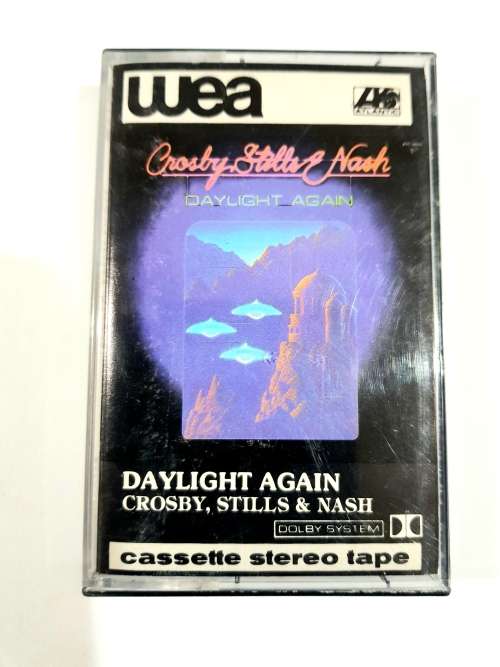 wea
ATLANTIC
Crosby, Stills & Nash
DAYLIGHT AGAIN
DAYLIGHT AGAIN
CROSBY, STILLS & NASH
DOLBY SYSTEM
cassette stereo tape